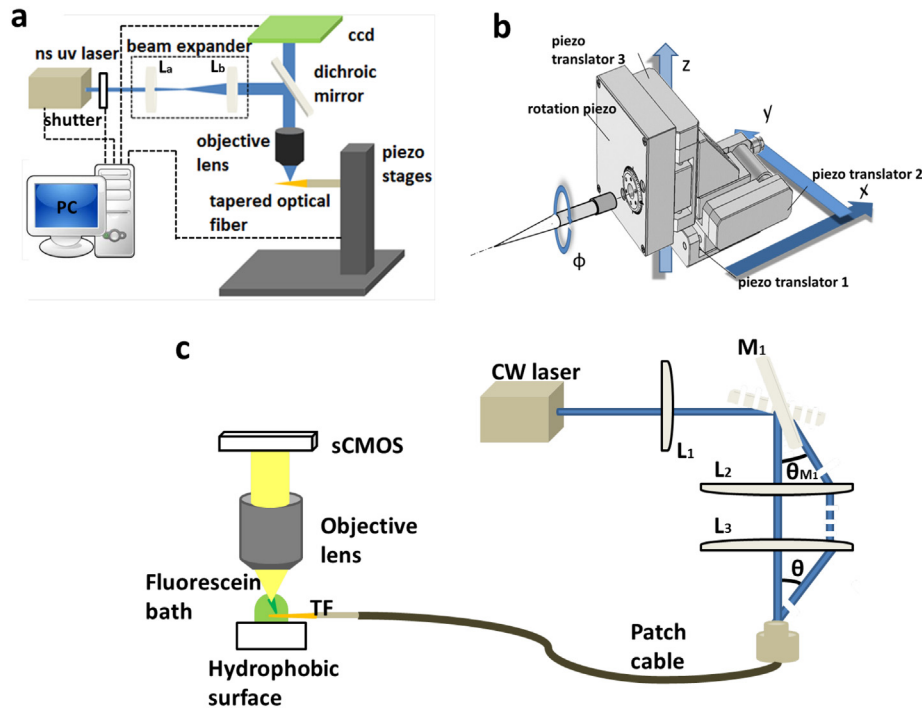 a
ns uv laser
beam expander
La
Lb
ccd
dichroic
mirror
shutter
objective
lens
piezo
stages
tapered optical
fiber
PC
b
piezo
translator 3
z
rotation piezo
y
piezo translator 2
x
ϕ
piezo translator 1
c
M1
CW laser
L1
θM1
L2
L3
θ
sCMOS
Objective
lens
Fluorescein
bath
TF
Patch
cable
Hydrophobic
surface